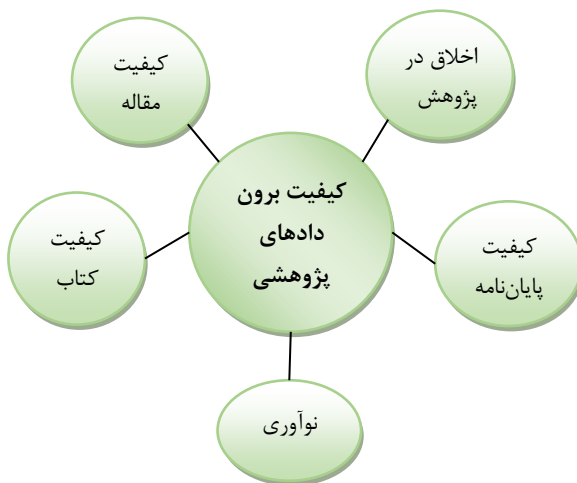 اخلاق در
پژوهش
کیفیت
مقاله
کیفیت برون
دادهای
پژوهشی
کیفیت
پایان‌نامه
کیفیت
کتاب
نوآوری